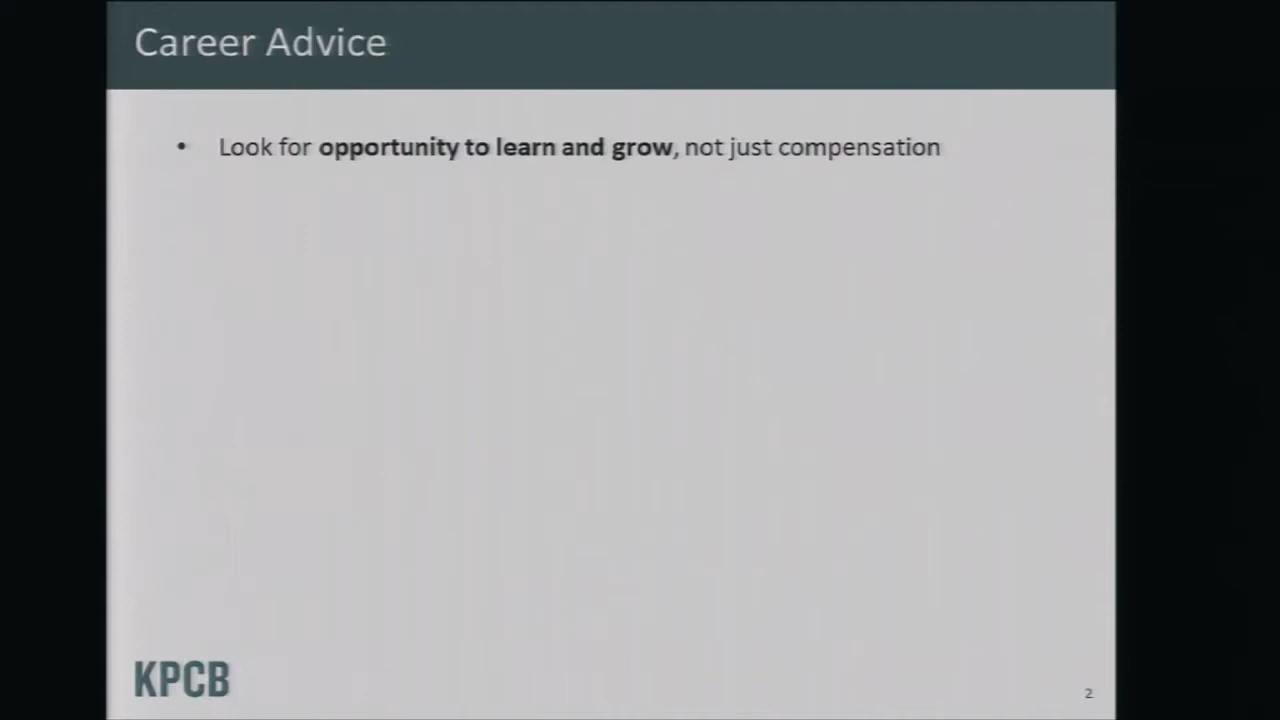 Career Advice
• Look for opportunity to learn and grow, not just compensation
KPCB
2